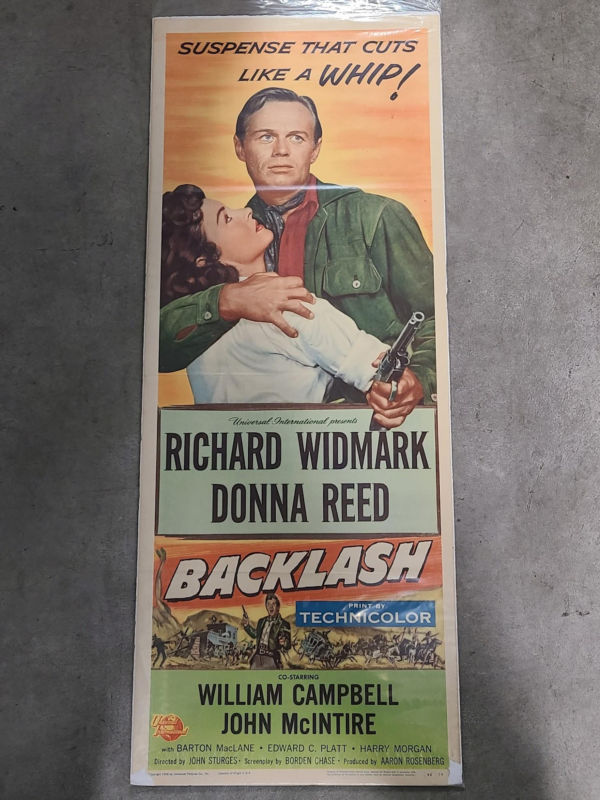 SUSPENSE THAT CUTS
LIKE A WHIP!
Universal-International presents
RICHARD WIDMARK
DONNA REED
BACKLASH
PRINT BY
TECHNICOLOR
CO-STARRING
WILLIAM CAMPBELL
JOHN McINTIRE
with BARTON MacLANE • EDWARD C. PLATT • HARRY MORGAN
Directed by JOHN STURGES • Screenplay by BORDEN CHASE • Produced by AARON ROSENBERG